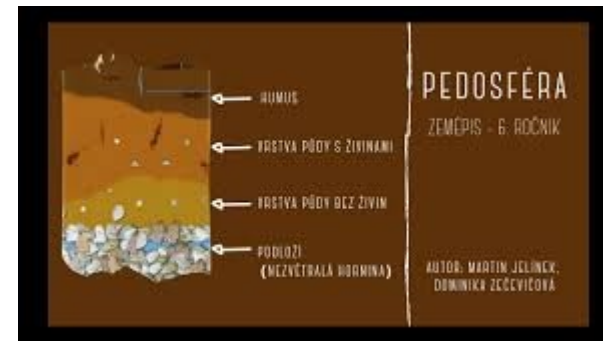 HUMUS
VRSTVA PŮDY S ŽIVINAMI
VRSTVA PŮDY BEZ ŽIVIN
PODLOŽÍ
(NEZVĚTRALÁ HORNINA)
PEDOSFÉRA
ZEMĚPIS - 6. ROČNÍK
AUTOR: MARTIN JELÍNEK,
DOMINIKA ZEČEVIČOVÁ